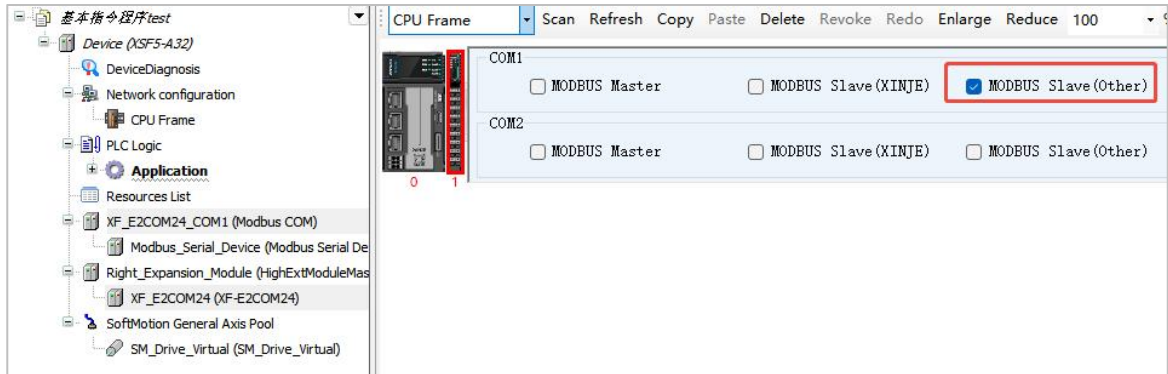 基本指令程序test
Device (XSF5-A32)
DeviceDiagnosis
Network configuration
CPU Frame
PLC Logic
Application
Resources List
XF_E2COM24_COM1 (Modbus COM)
Modbus_Serial_Device (Modbus Serial De
Right_Expansion_Module (HighExtModuleMas
XF_E2COM24 (XF-E2COM24)
SoftMotion General Axis Pool
SM_Drive_Virtual (SM_Drive_Virtual)
CPU Frame Scan Refresh Copy Paste Delete Revoke Redo Enlarge Reduce 100 %
COM1
MODBUS Master MODBUS Slave(XINJE) MODBUS Slave(Other)
COM2
MODBUS Master MODBUS Slave(XINJE) MODBUS Slave(Other)
0 1